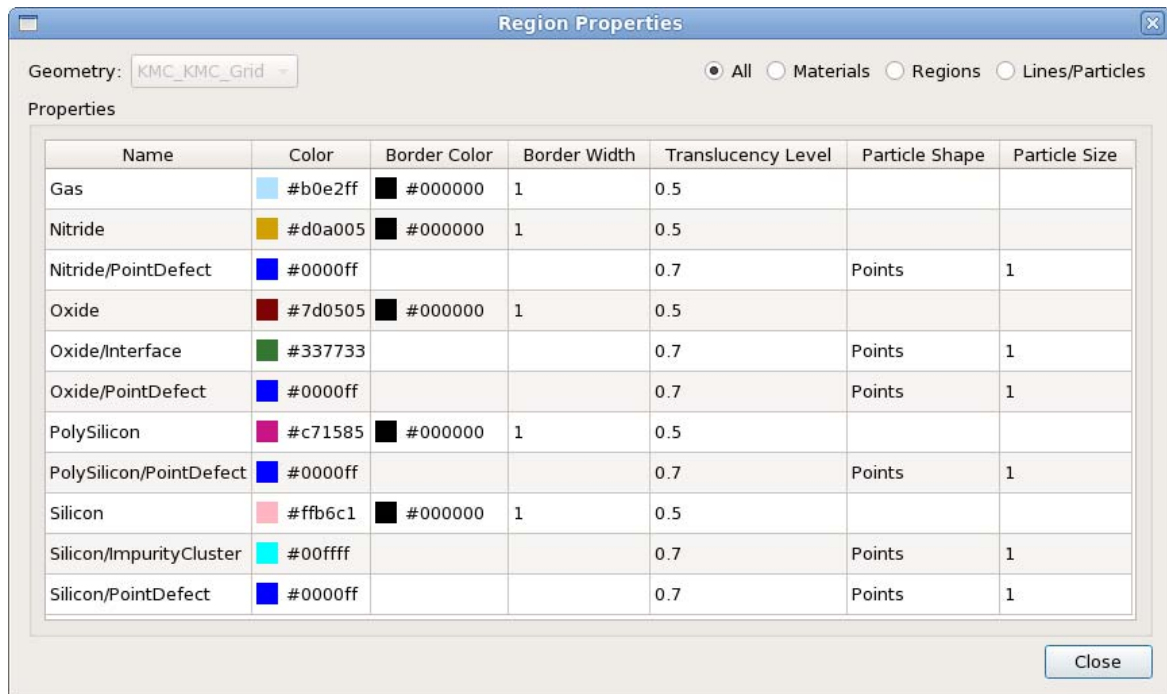 Region Properties
Geometry: KMC_KMC_Grid All Materials Regions Lines/Particles
Properties
Name Color Border Color Border Width Translucency Level Particle Shape Particle Size
Gas #b0e2ff #000000 1 0.5
Nitride #d0a005 #000000 1 0.5
Nitride/PointDefect #0000ff 0.7 Points 1
Oxide #7d0505 #000000 1 0.5
Oxide/Interface #337733 0.7 Points 1
Oxide/PointDefect #0000ff 0.7 Points 1
PolySilicon #c71585 #000000 1 0.5
PolySilicon/PointDefect #0000ff 0.7 Points 1
Silicon #ffb6c1 #000000 1 0.5
Silicon/ImpurityCluster #00ffff 0.7 Points 1
Silicon/PointDefect #0000ff 0.7 Points 1
Close